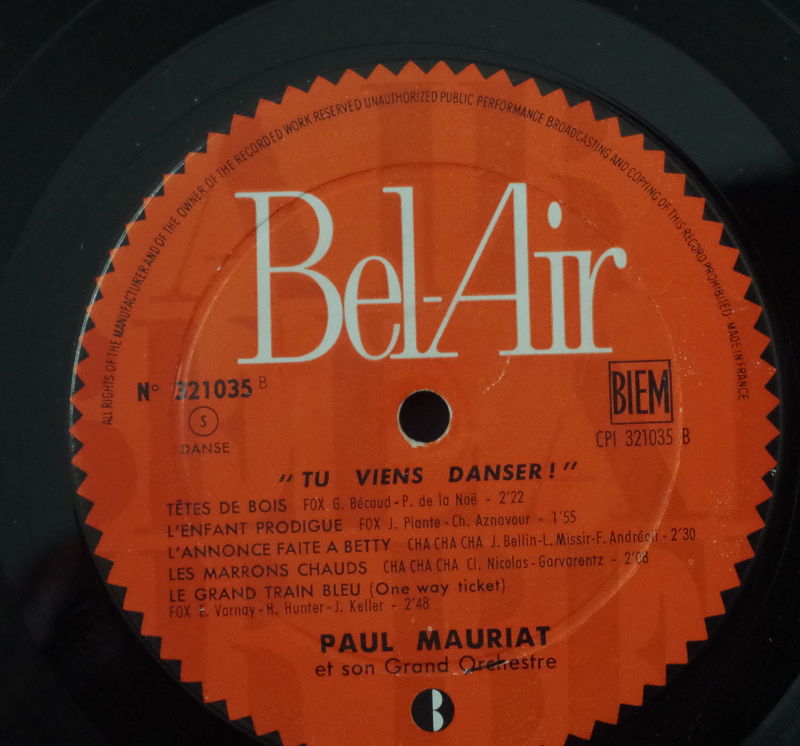 ALL RIGHTS OF THE MANUFACTURER AND OF THE OWNER OF THE RECORDED WORK RESERVED UNAUTHORIZED PUBLIC PERFORMANCE BROADCASTING AND COPYING OF THIS RECORD PROHIBITED. MADE IN FRANCE
Bel-Air
N° 321035 B
S
DANSE
BIEM
CPI 321035 B
"TU VIENS DANSER!"
TÊTES DE BOIS FOX G. Bécaud-P. de la Noë - 2'22
L'ENFANT PRODIGUE FOX J. Plante-Ch. Aznavour - 1'55
L'ANNONCE FAITE A BETTY CHA CHA CHA J. Bellin-L. Missir-F. Andréoli - 2'30
LES MARRONS CHAUDS CHA CHA CHA Cl. Nicolas-Garvarentz - 2'08
LE GRAND TRAIN BLEU (One way ticket)
FOX E. Varnay-H. Hunter-J. Keller - 2'48
PAUL MAURIAT
et son Grand Orchestre
B